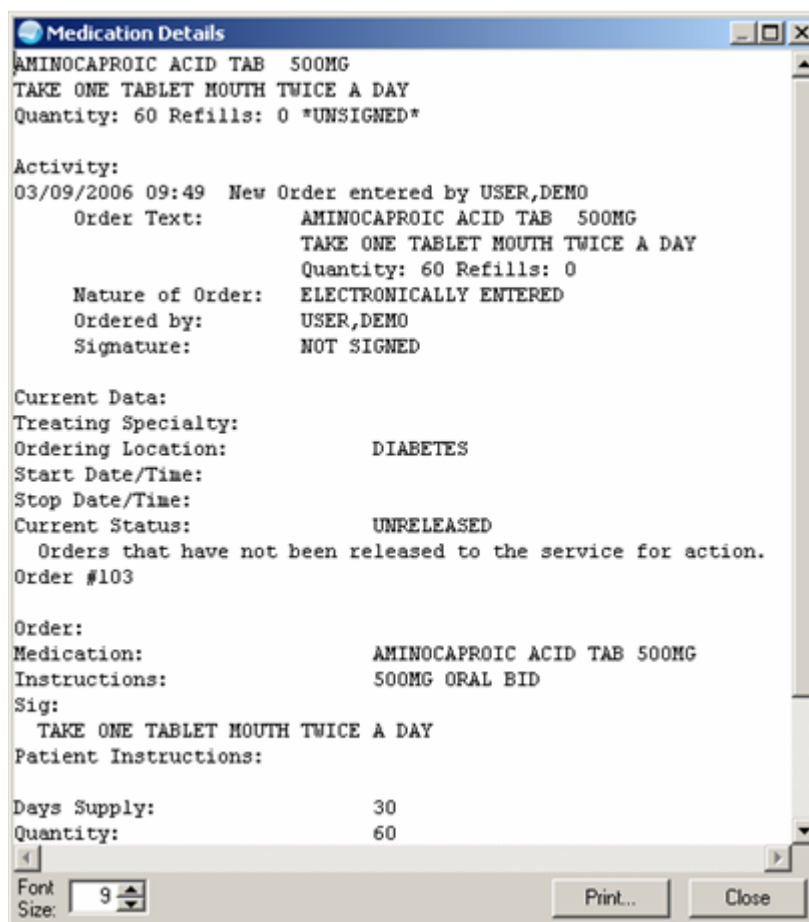 Medication Details
AMINOCAPROIC ACID TAB  500MG
TAKE ONE TABLET MOUTH TWICE A DAY
Quantity: 60 Refills: 0 *UNSIGNED*
Activity:
03/09/2006 09:49  New Order entered by USER,DEMO
Order Text: AMINOCAPROIC ACID TAB  500MG
TAKE ONE TABLET MOUTH TWICE A DAY
Quantity: 60 Refills: 0
Nature of Order: ELECTRONICALLY ENTERED
Ordered by: USER,DEMO
Signature: NOT SIGNED
Current Data:
Treating Specialty:
Ordering Location: DIABETES
Start Date/Time:
Stop Date/Time:
Current Status: UNRELEASED
Orders that have not been released to the service for action.
Order #103
Order:
Medication: AMINOCAPROIC ACID TAB 500MG
Instructions: 500MG ORAL BID
Sig:
TAKE ONE TABLET MOUTH TWICE A DAY
Patient Instructions:
Days Supply: 30
Quantity: 60
Font Size: 9 Print... Close